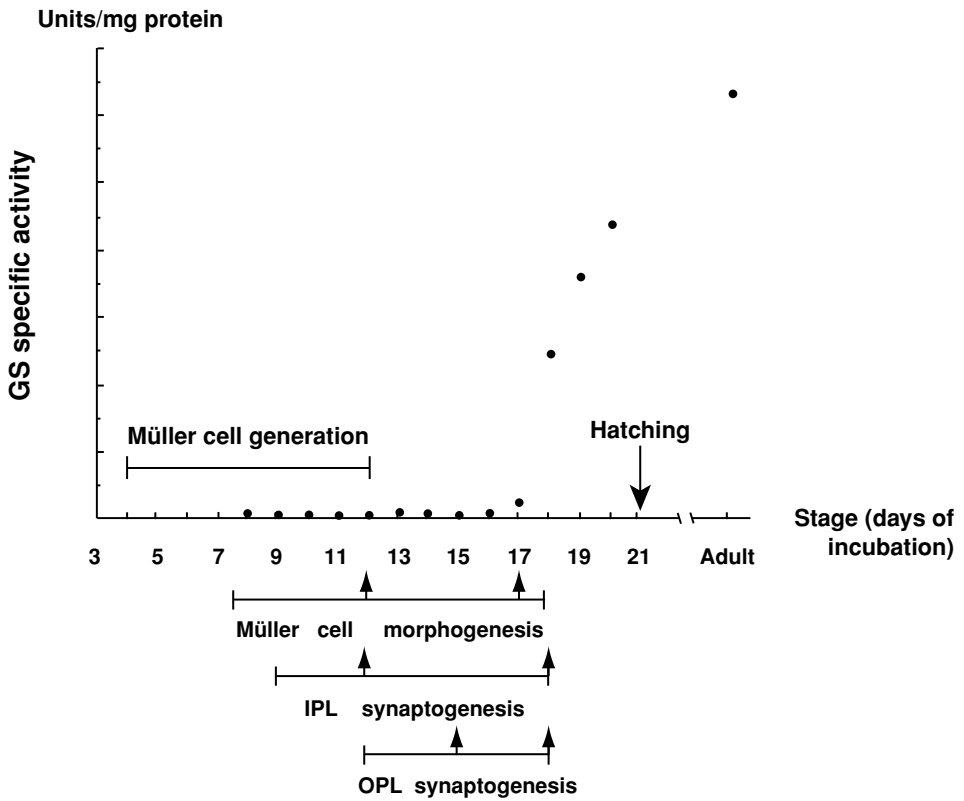 Units/mg protein
GS specific activity
Müller cell generation
Hatching
Stage (days of
incubation)
3 5 7 9 11 13 15 17 19 21 Adult
Müller cell morphogenesis
IPL synaptogenesis
OPL synaptogenesis